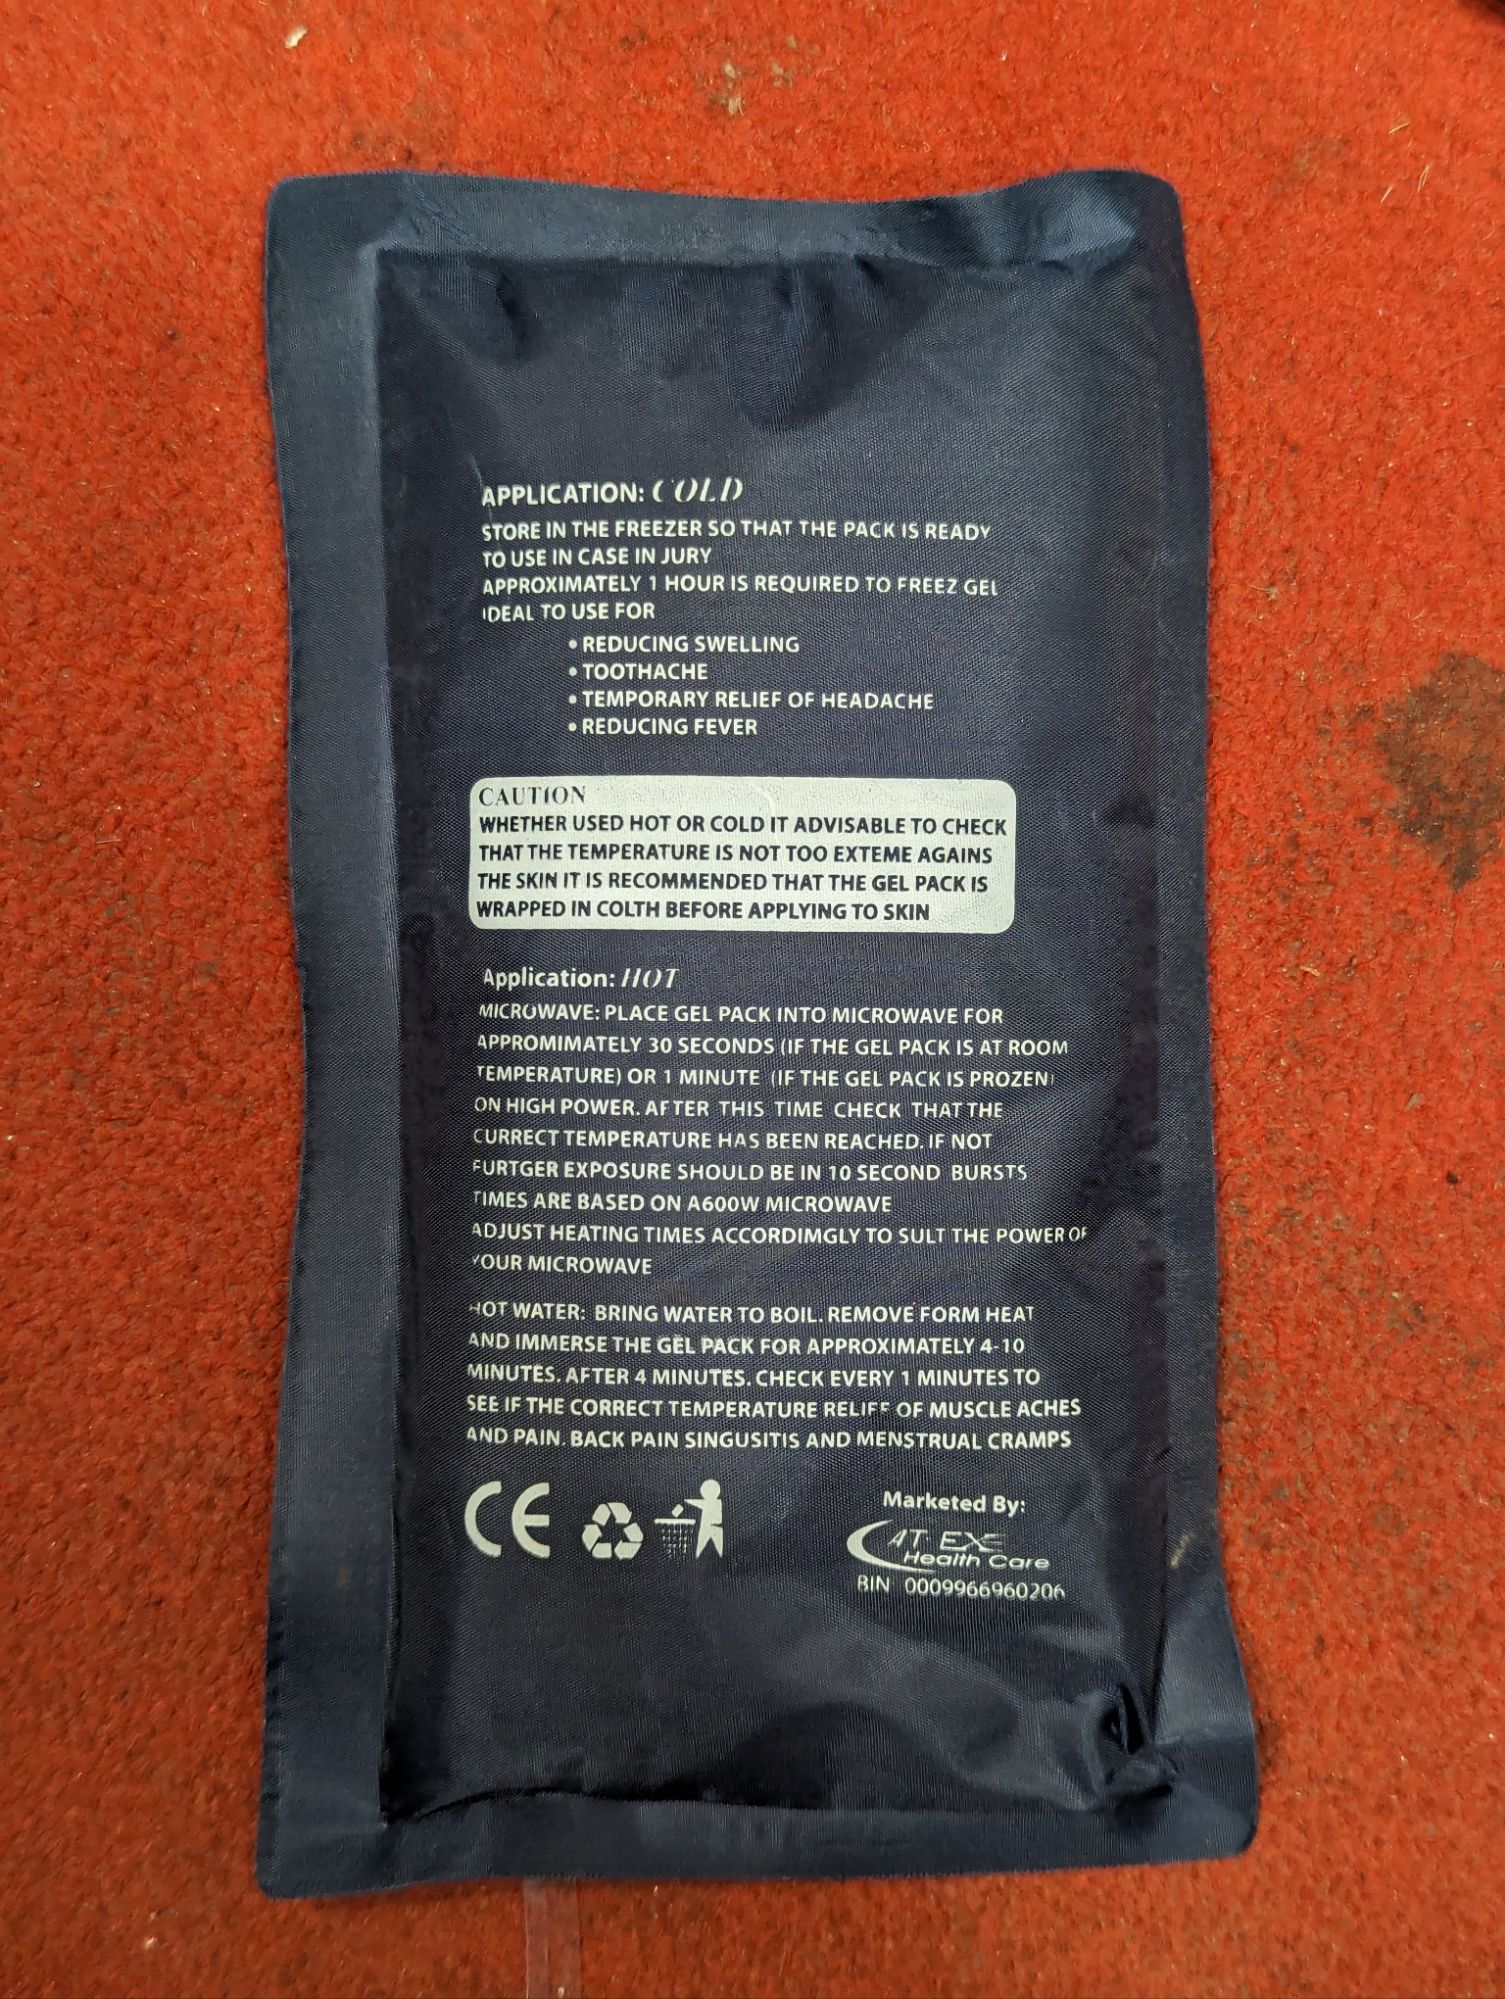 APPLICATION: COLD
STORE IN THE FREEZER SO THAT THE PACK IS READY
TO USE IN CASE IN JURY
APPROXIMATELY 1 HOUR IS REQUIRED TO FREEZ GEL
IDEAL TO USE FOR
• REDUCING SWELLING
• TOOTHACHE
• TEMPORARY RELIEF OF HEADACHE
• REDUCING FEVER
CAUTION
WHETHER USED HOT OR COLD IT ADVISABLE TO CHECK
THAT THE TEMPERATURE IS NOT TOO EXTEME AGAINS
THE SKIN IT IS RECOMMENDED THAT THE GEL PACK IS
WRAPPED IN COLTH BEFORE APPLYING TO SKIN
Application: HOT
MICROWAVE: PLACE GEL PACK INTO MICROWAVE FOR
APPROMIMATELY 30 SECONDS (IF THE GEL PACK IS AT ROOM
TEMPERATURE) OR 1 MINUTE (IF THE GEL PACK IS PROZEN)
ON HIGH POWER. AFTER THIS TIME CHECK THAT THE
CURRECT TEMPERATURE HAS BEEN REACHED. IF NOT
FURTGER EXPOSURE SHOULD BE IN 10 SECOND BURSTS
TIMES ARE BASED ON A600W MICROWAVE
ADJUST HEATING TIMES ACCORDIMGLY TO SULT THE POWER OF
YOUR MICROWAVE
HOT WATER: BRING WATER TO BOIL. REMOVE FORM HEAT
AND IMMERSE THE GEL PACK FOR APPROXIMATELY 4-10
MINUTES. AFTER 4 MINUTES. CHECK EVERY 1 MINUTES TO
SEE IF THE CORRECT TEMPERATURE RELIEF OF MUSCLE ACHES
AND PAIN. BACK PAIN SINGUSITIS AND MENSTRUAL CRAMPS
CE
Marketed By:
CAT EXE
Health Care
BIN 0009966960206